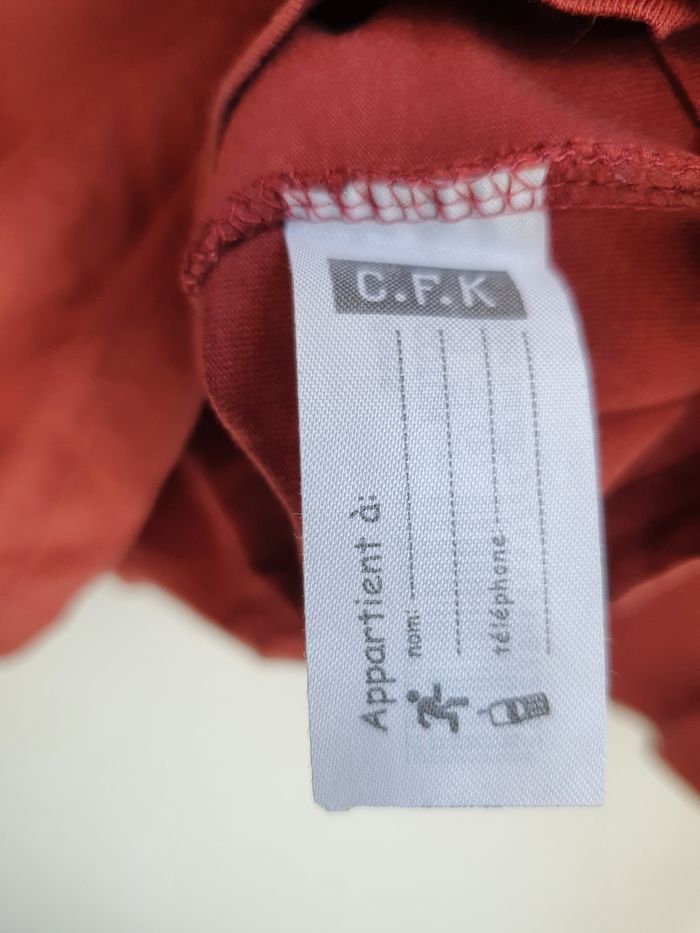 C.F.K
Appartient à:
nom:
téléphone